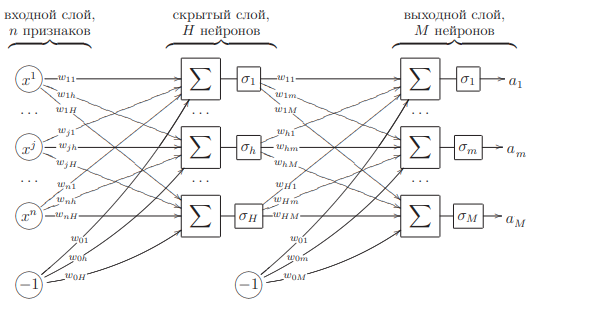 входной слой,
n признаков
скрытый слой,
H нейронов
выходной слой,
M нейронов
x¹ w₁₁ ∑ σ₁ w₁₁ ∑ σ₁ a₁
w₁ₕ w₁ₘ
w₁H w₁M
... ... ...
wⱼ₁ wₕ₁
xʲ wⱼₕ ∑ σₕ wₕₘ ∑ σₘ aₘ
wⱼH wₕM
... ... ...
wₙ₁ wH₁
wₙₕ wHₘ
xⁿ wₙH ∑ σH wHM ∑ σM aM
w₀₁ w₀₁
w₀ₕ w₀ₘ
w₀H w₀M
−1 −1